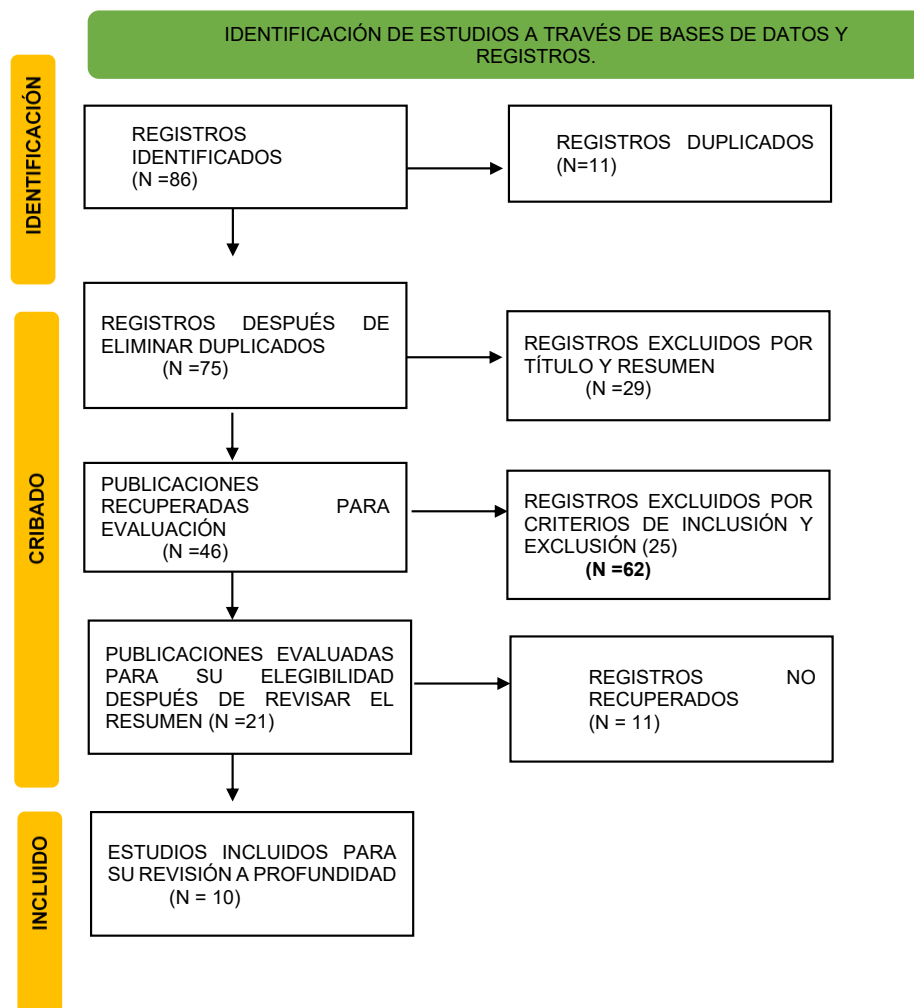 IDENTIFICACIÓN DE ESTUDIOS A TRAVÉS DE BASES DE DATOS Y
REGISTROS.
IDENTIFICACIÓN
REGISTROS
IDENTIFICADOS
(N =86)
REGISTROS DUPLICADOS
(N=11)
CRIBADO
REGISTROS DESPUÉS DE
ELIMINAR DUPLICADOS
(N =75)
REGISTROS EXCLUIDOS POR
TÍTULO Y RESUMEN
(N =29)
PUBLICACIONES
RECUPERADAS PARA
EVALUACIÓN
(N =46)
REGISTROS EXCLUIDOS POR
CRITERIOS DE INCLUSIÓN Y
EXCLUSIÓN (25)
(N =62)
PUBLICACIONES EVALUADAS
PARA SU ELEGIBILIDAD
DESPUÉS DE REVISAR EL
RESUMEN (N =21)
REGISTROS NO
RECUPERADOS
(N = 11)
INCLUIDO
ESTUDIOS INCLUIDOS PARA
SU REVISIÓN A PROFUNDIDAD
(N = 10)